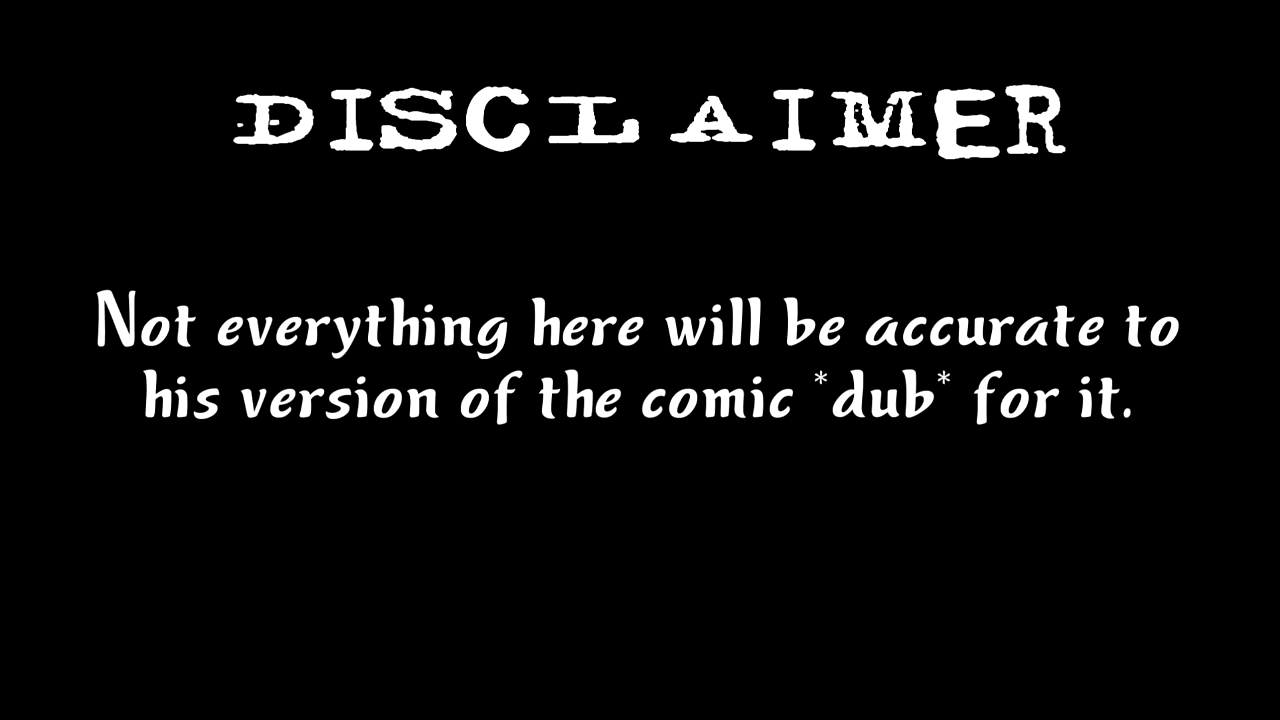 DISCLAIMER
Not everything here will be accurate to
his version of the comic *dub* for it.